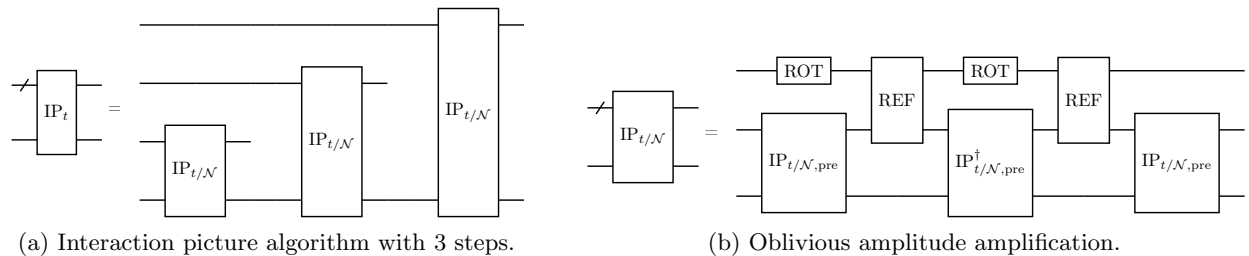 IP_t = IP_{t/𝒩} IP_{t/𝒩} IP_{t/𝒩}
(a) Interaction picture algorithm with 3 steps.
ROT REF ROT REF
IP_{t/𝒩} = IP_{t/𝒩,pre} IP†_{t/𝒩,pre} IP_{t/𝒩,pre}
(b) Oblivious amplitude amplification.